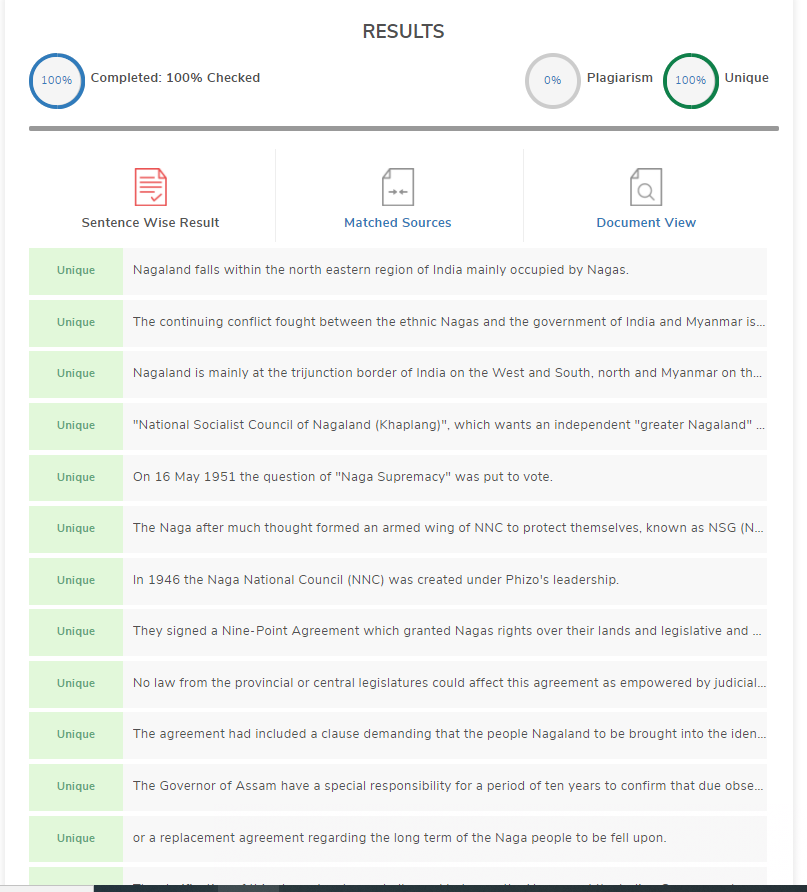 RESULTS
100% Completed: 100% Checked 0% Plagiarism 100% Unique
Sentence Wise Result Matched Sources Document View
Unique Nagaland falls within the north eastern region of India mainly occupied by Nagas.
Unique The continuing conflict fought between the ethnic Nagas and the government of India and Myanmar is...
Unique Nagaland is mainly at the trijunction border of India on the West and South, north and Myanmar on th...
Unique "National Socialist Council of Nagaland (Khaplang)", which wants an independent "greater Nagaland" ...
Unique On 16 May 1951 the question of "Naga Supremacy" was put to vote.
Unique The Naga after much thought formed an armed wing of NNC to protect themselves, known as NSG (N...
Unique In 1946 the Naga National Council (NNC) was created under Phizo's leadership.
Unique They signed a Nine-Point Agreement which granted Nagas rights over their lands and legislative and ...
Unique No law from the provincial or central legislatures could affect this agreement as empowered by judicial...
Unique The agreement had included a clause demanding that the people Nagaland to be brought into the iden...
Unique The Governor of Assam have a special responsibility for a period of ten years to confirm that due obse...
Unique or a replacement agreement regarding the long term of the Naga people to be fell upon.